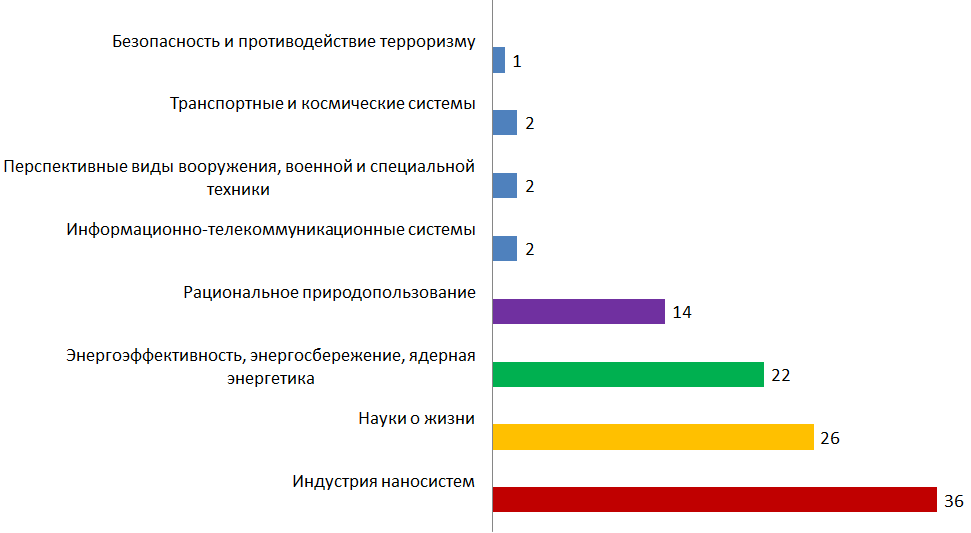 Безопасность и противодействие терроризму
1
Транспортные и космические системы
2
Перспективные виды вооружения, военной и специальной
техники
2
Информационно-телекоммуникационные системы
2
Рациональное природопользование
14
Энергоэффективность, энергосбережение, ядерная
энергетика
22
Науки о жизни
26
Индустрия наносистем
36